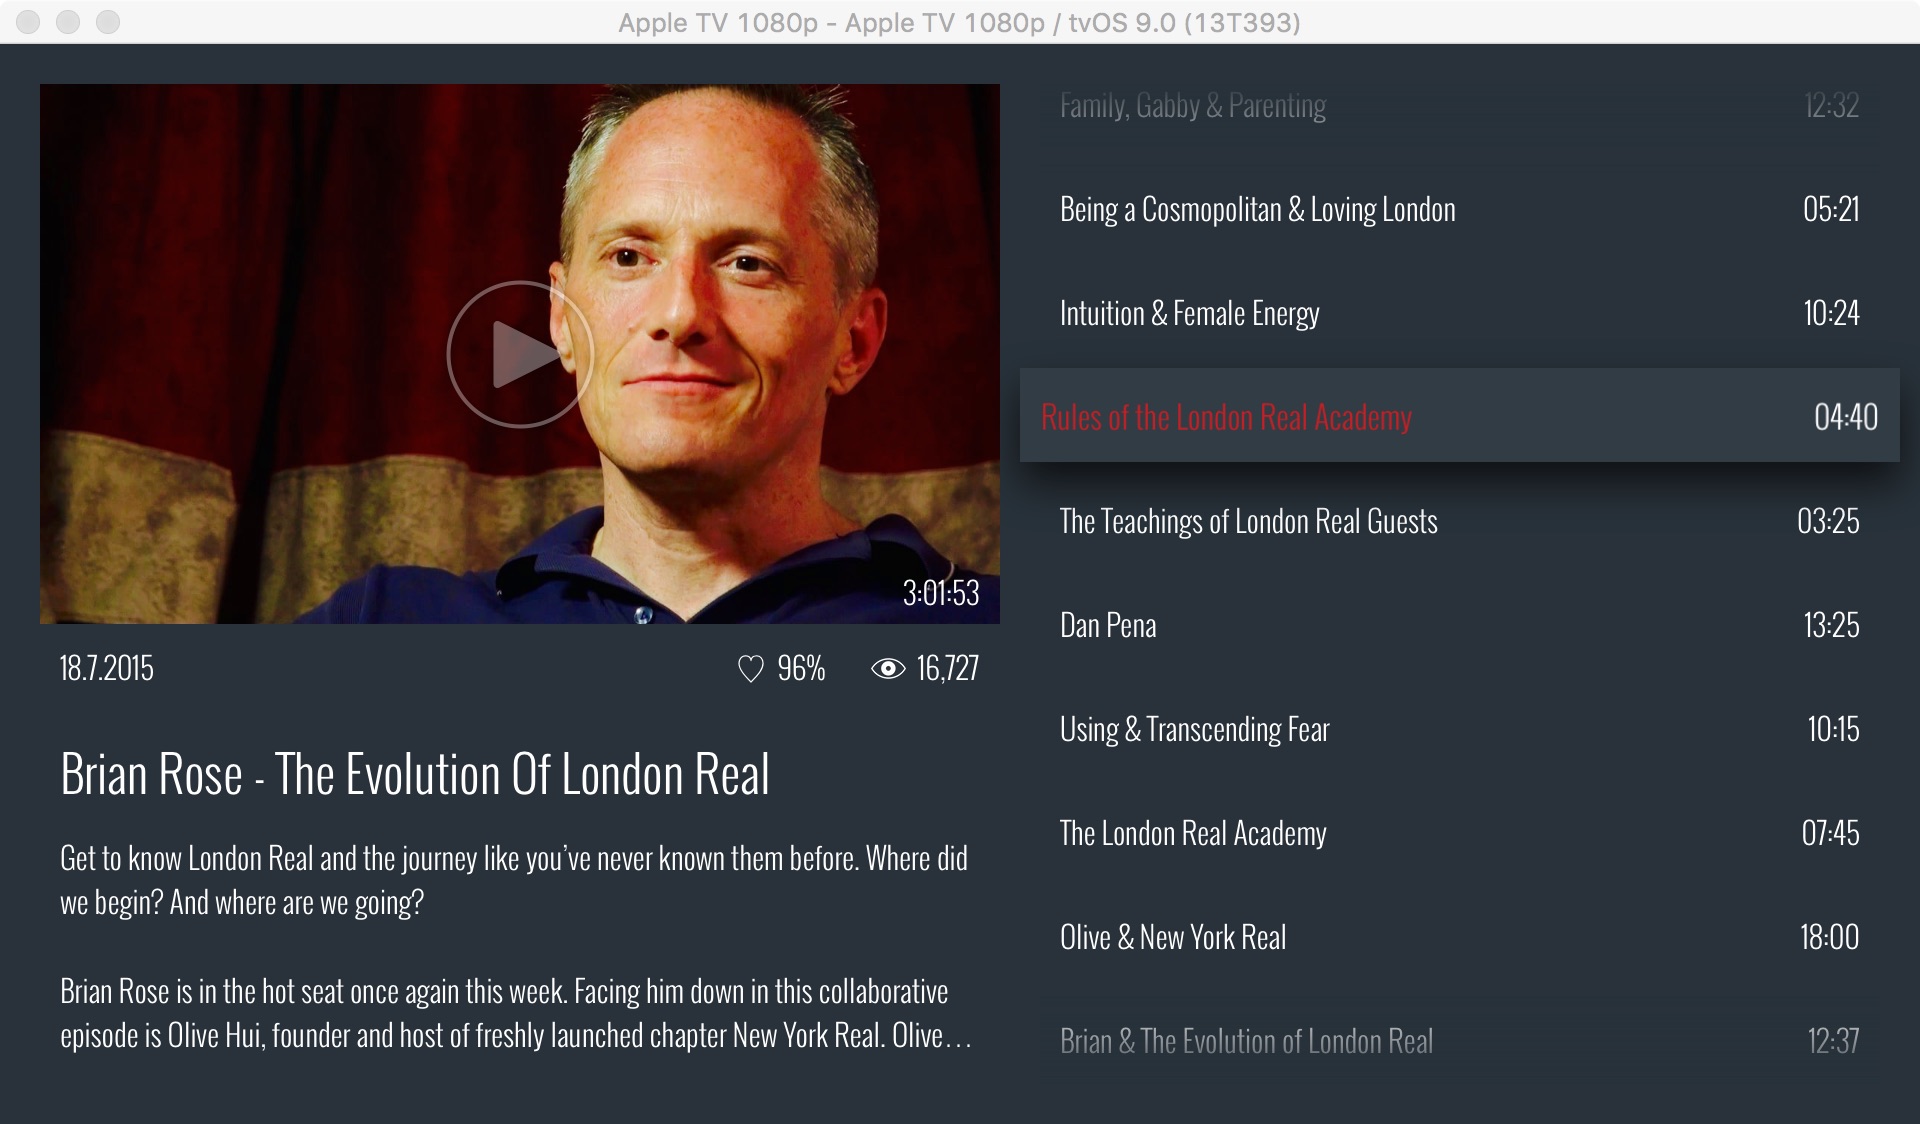 Apple TV 1080p - Apple TV 1080p / tvOS 9.0 (13T393)
3:01:53
18.7.2015
96%
16,727
Brian Rose - The Evolution Of London Real
Get to know London Real and the journey like you've never known them before. Where did
we begin? And where are we going?
Brian Rose is in the hot seat once again this week. Facing him down in this collaborative
episode is Olive Hui, founder and host of freshly launched chapter New York Real. Olive…
Family, Gabby & Parenting 12:32
Being a Cosmopolitan & Loving London 05:21
Intuition & Female Energy 10:24
Rules of the London Real Academy 04:40
The Teachings of London Real Guests 03:25
Dan Pena 13:25
Using & Transcending Fear 10:15
The London Real Academy 07:45
Olive & New York Real 18:00
Brian & The Evolution of London Real 12:37